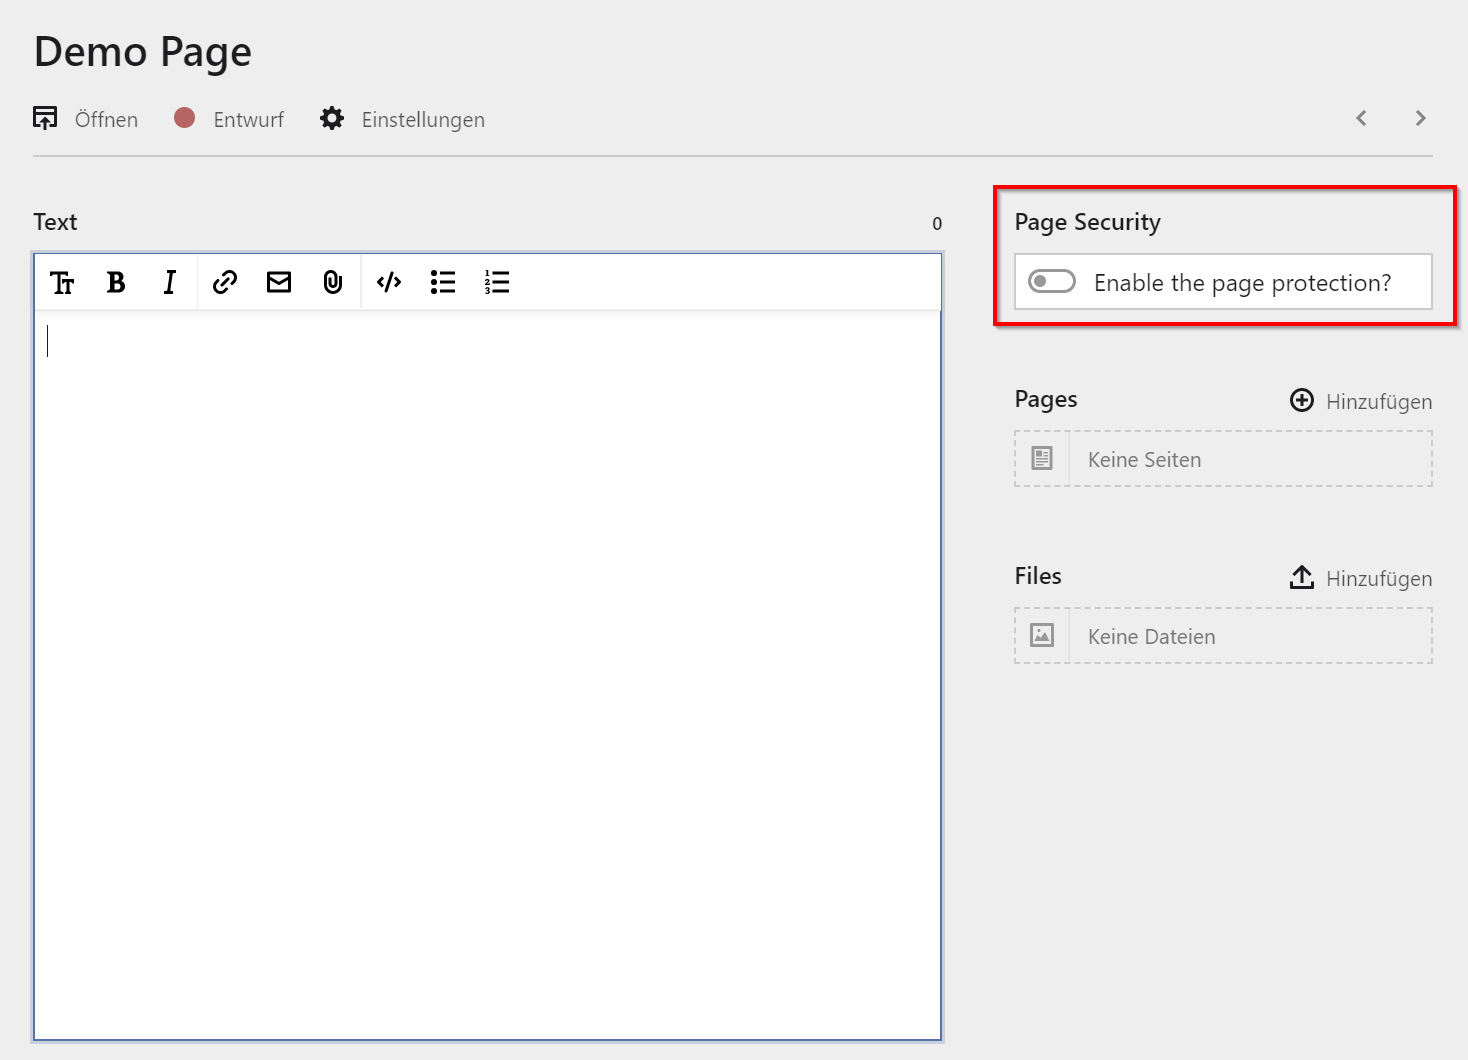 Demo Page
Öffnen
Entwurf
Einstellungen
Text
0
Page Security
Enable the page protection?
Pages
Hinzufügen
Keine Seiten
Files
Hinzufügen
Keine Dateien